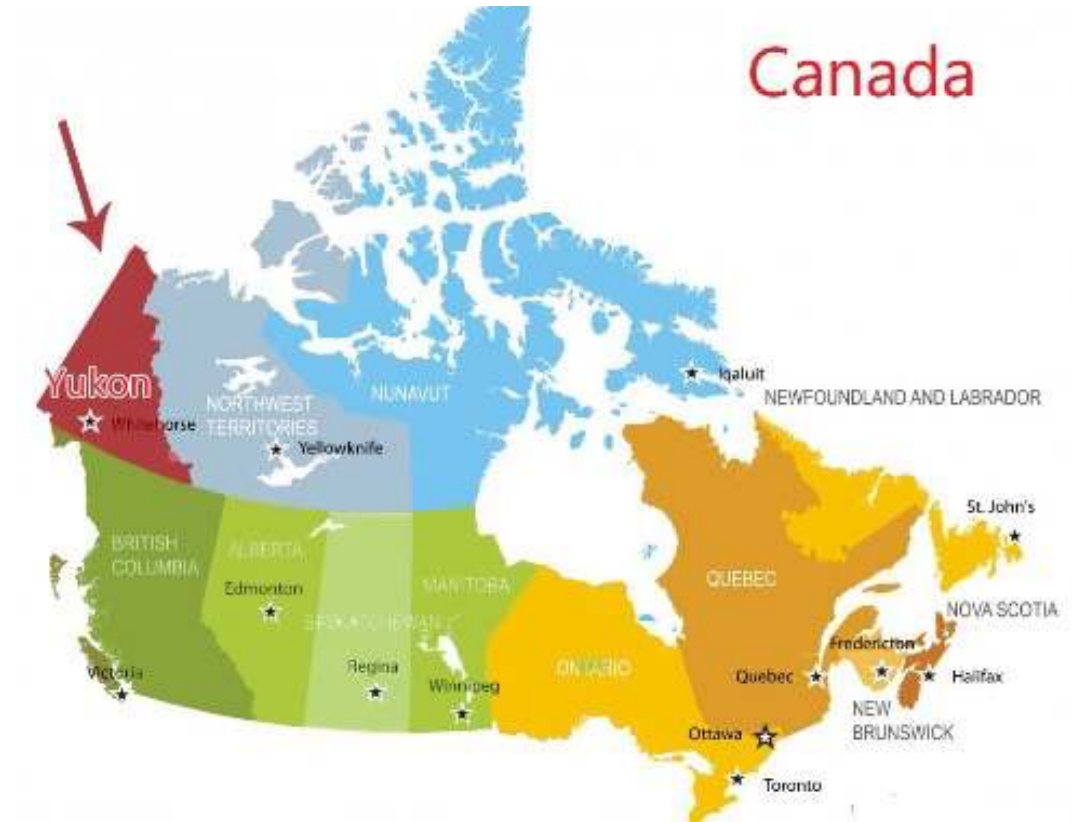 Canada
Yukon
Whitehorse
NORTHWEST
TERRITORIES
Yellowknife
NUNAVUT
Iqaluit
NEWFOUNDLAND AND LABRADOR
St. John's
BRITISH
COLUMBIA
ALBERTA
Edmonton
SASKATCHEWAN
MANITOBA
QUEBEC
NOVA SCOTIA
Victoria
Regina
Winnipeg
ONTARIO
Fredericton
Quebec
Halifax
NEW
BRUNSWICK
Ottawa
Toronto